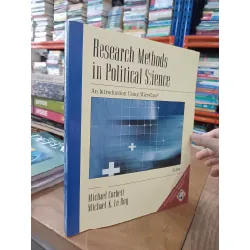 Research Methods
in Political Science
An Introduction Using MicroCase®
Michael Corbett
Michael K. Le Roy